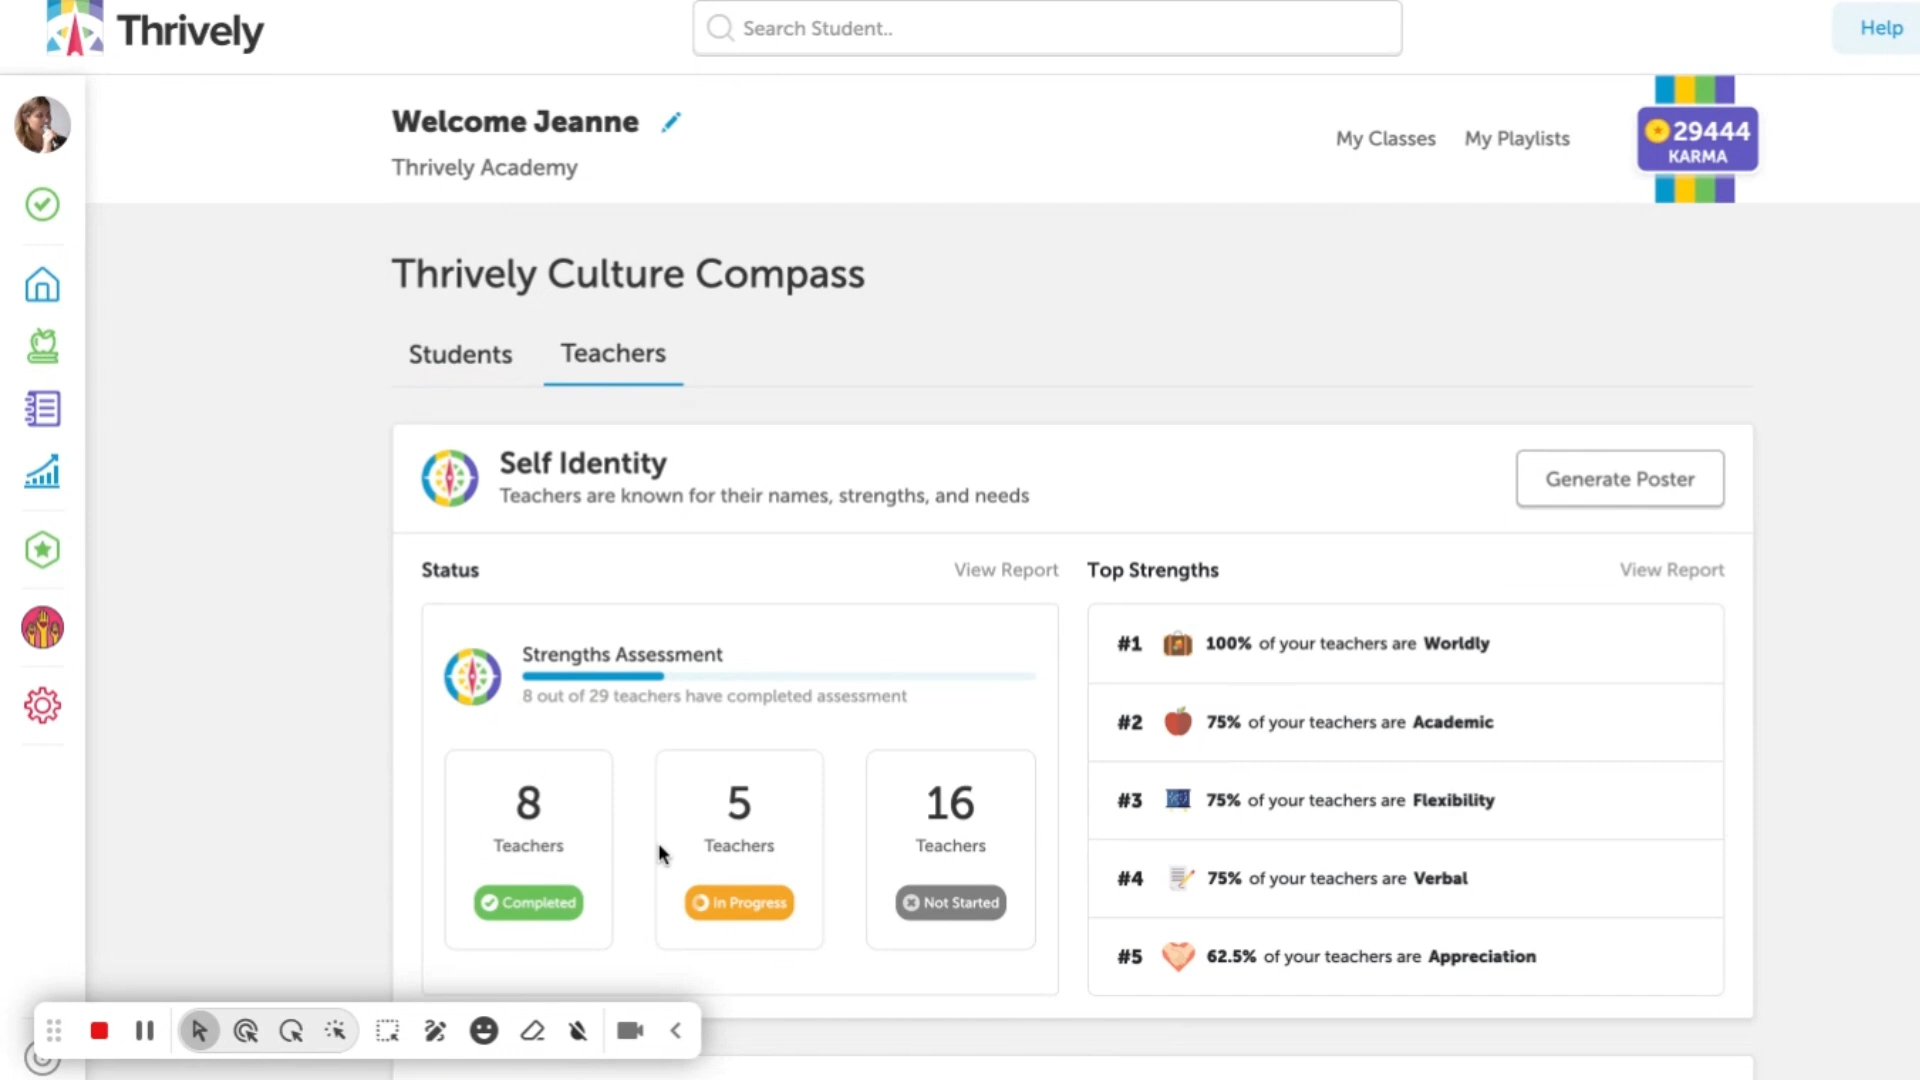 Thrively
Search Student..
Help
Welcome Jeanne
Thrively Academy
My Classes
My Playlists
29444
KARMA
Thrively Culture Compass
Students
Teachers
Self Identity
Teachers are known for their names, strengths, and needs
Generate Poster
Status
View Report
Strengths Assessment
8 out of 29 teachers have completed assessment
8
Teachers
Completed
5
Teachers
In Progress
16
Teachers
Not Started
Top Strengths
View Report
#1 100% of your teachers are Worldly
#2 75% of your teachers are Academic
#3 75% of your teachers are Flexibility
#4 75% of your teachers are Verbal
#5 62.5% of your teachers are Appreciation